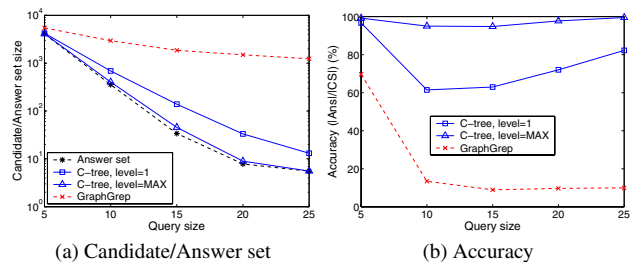 Candidate/Answer set size
10^4
10^3
10^2
10^1
10^0
5 10 15 20 25
Query size
Answer set
C-tree, level=1
C-tree, level=MAX
GraphGrep
(a) Candidate/Answer set
Accuracy (|Ans|/|CS|) (%)
100
80
60
40
20
0
5 10 15 20 25
Query size
C-tree, level=1
C-tree, level=MAX
GraphGrep
(b) Accuracy